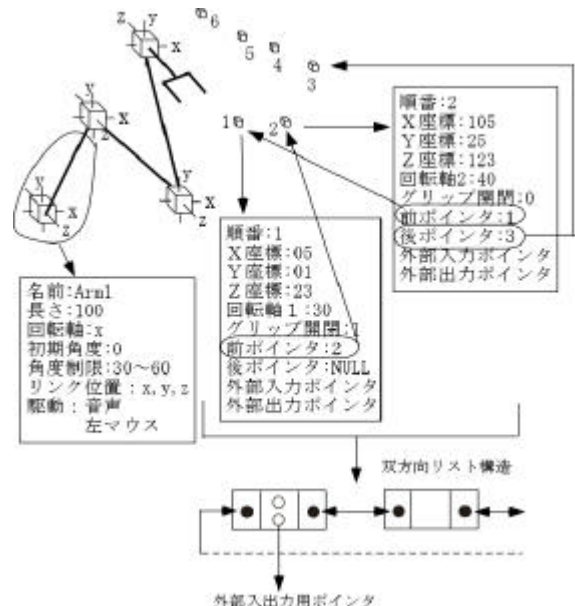 z y x
6
5
4
3
y x z
1
2
y x z
x z
順番:2
X座標:105
Y座標:25
Z座標:123
回転軸2:40
グリップ開閉:0
前ポインタ:1
後ポインタ:3
外部入力ポインタ
外部出力ポインタ
順番:1
X座標:05
Y座標:01
Z座標:23
回転軸1:30
グリップ開閉:1
前ポインタ:2
後ポインタ:NULL
外部入力ポインタ
外部出力ポインタ
名前:Arm1
長さ:100
回転軸:x
初期角度:0
角度制限:30~60
リンク位置:x,y,z
駆動:音声
左マウス
双方向リスト構造
外部入出力用ポインタ